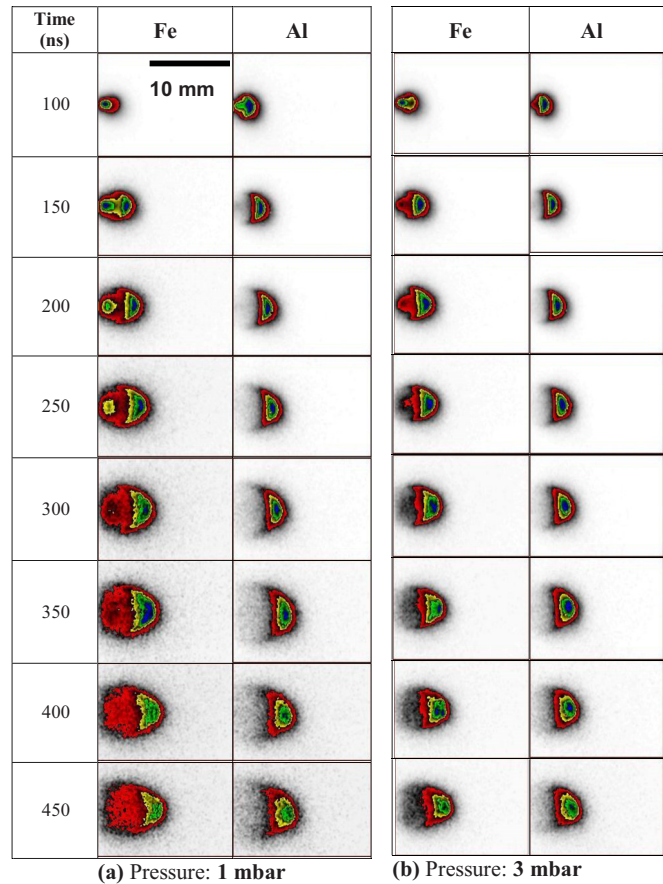 Time
(ns)
Fe
Al
Fe
Al
10 mm
100
150
200
250
300
350
400
450
(a) Pressure: 1 mbar
(b) Pressure: 3 mbar